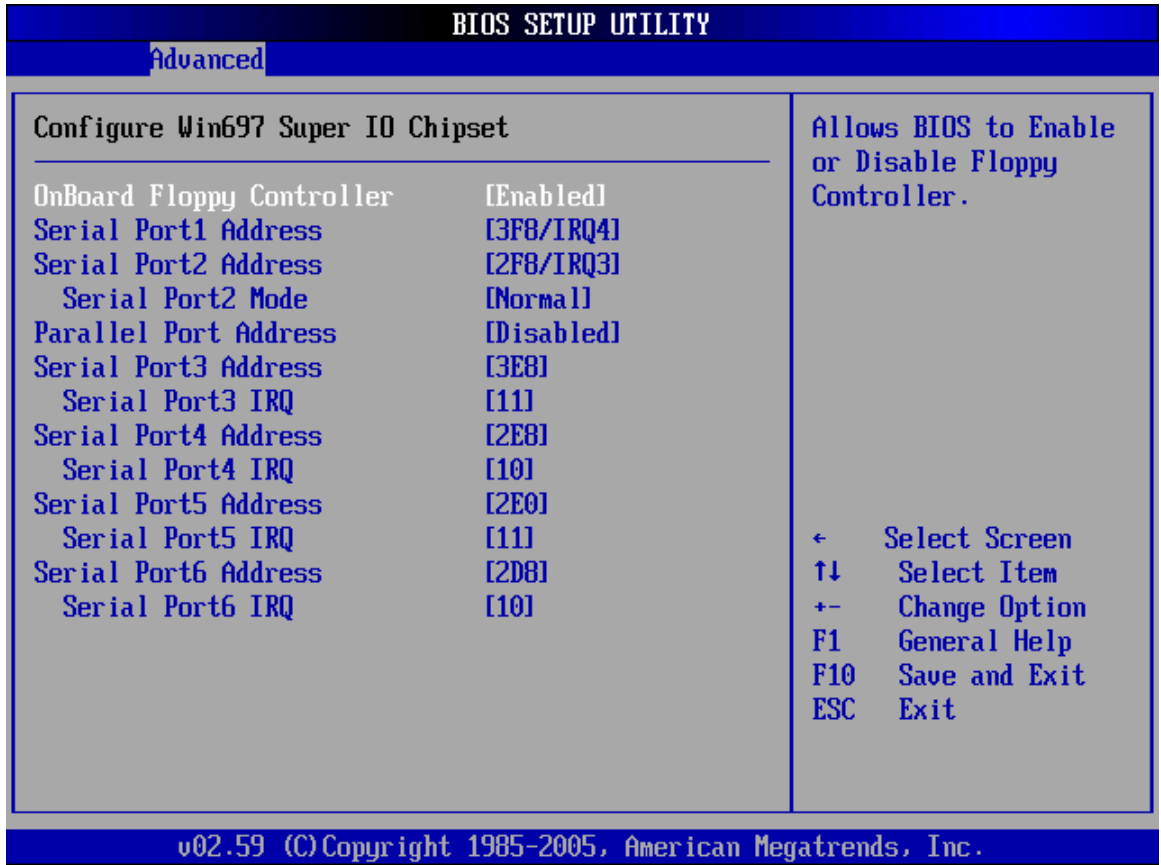 BIOS SETUP UTILITY
Advanced
Configure Win697 Super IO Chipset
OnBoard Floppy Controller [Enabled]
Serial Port1 Address [3F8/IRQ4]
Serial Port2 Address [2F8/IRQ3]
Serial Port2 Mode [Normal]
Parallel Port Address [Disabled]
Serial Port3 Address [3E8]
Serial Port3 IRQ [11]
Serial Port4 Address [2E8]
Serial Port4 IRQ [10]
Serial Port5 Address [2E0]
Serial Port5 IRQ [11]
Serial Port6 Address [2D8]
Serial Port6 IRQ [10]
Allows BIOS to Enable
or Disable Floppy
Controller.
← Select Screen
↑↓ Select Item
+- Change Option
F1 General Help
F10 Save and Exit
ESC Exit
v02.59 (C)Copyright 1985-2005, American Megatrends, Inc.